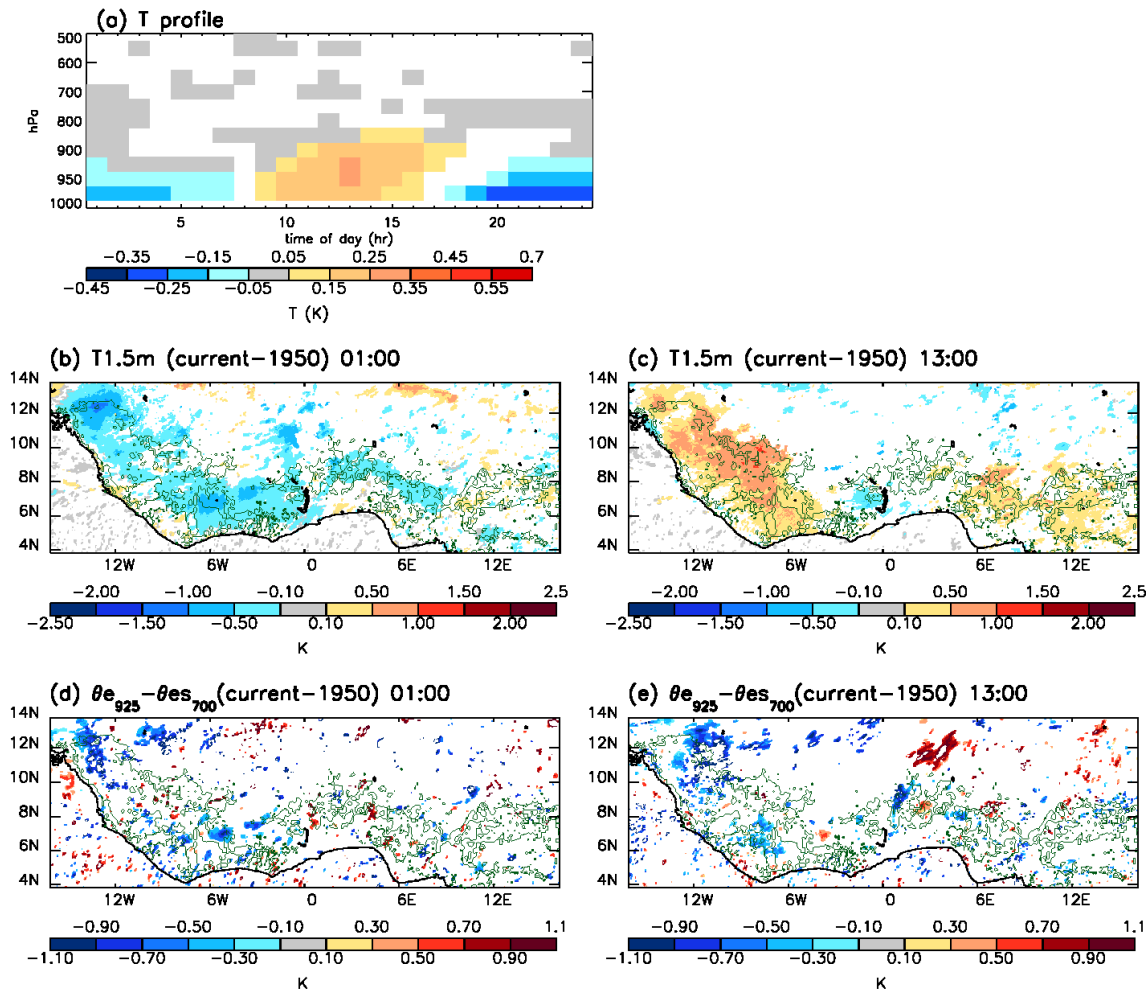 (a) T profile
500
600
700
800
900
950
1000
hPa
5 10 15 20
time of day (hr)
−0.35 −0.15 0.05 0.25 0.45 0.7
−0.45 −0.25 −0.05 0.15 0.35 0.55
T (K)
(b) T1.5m (current−1950) 01:00
14N
12N
10N
8N
6N
4N
12W 6W 0 6E 12E
−2.00 −1.00 −0.10 0.50 1.50 2.5
−2.50 −1.50 −0.50 0.10 1.00 2.00
K
(c) T1.5m (current−1950) 13:00
14N
12N
10N
8N
6N
4N
12W 6W 0 6E 12E
−2.00 −1.00 −0.10 0.50 1.50 2.5
−2.50 −1.50 −0.50 0.10 1.00 2.00
K
(d) θe925−θes700(current−1950) 01:00
14N
12N
10N
8N
6N
4N
12W 6W 0 6E 12E
−0.90 −0.50 −0.10 0.30 0.70 1.1
−1.10 −0.70 −0.30 0.10 0.50 0.90
K
(e) θe925−θes700(current−1950) 13:00
14N
12N
10N
8N
6N
4N
12W 6W 0 6E 12E
−0.90 −0.50 −0.10 0.30 0.70 1.1
−1.10 −0.70 −0.30 0.10 0.50 0.90
K